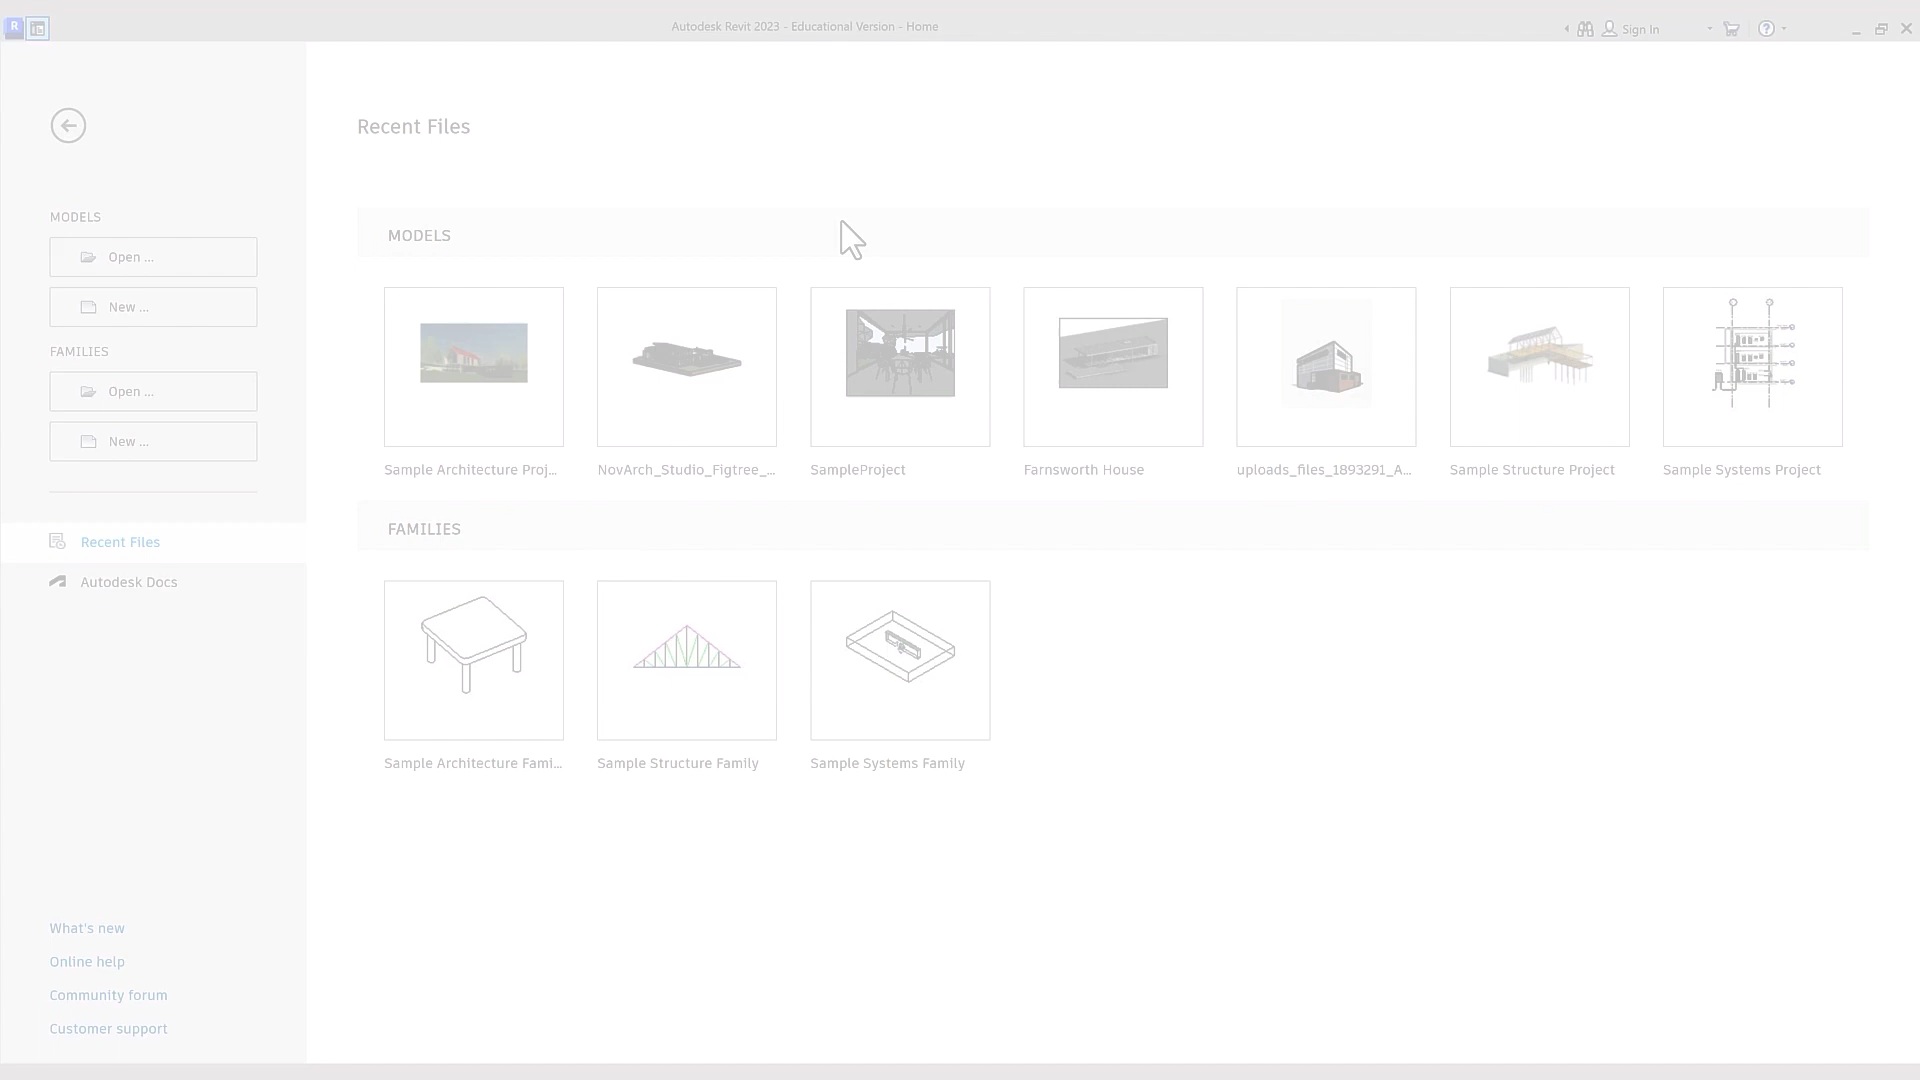 R
Autodesk Revit 2023 - Educational Version - Home
Sign In
?
Recent Files
MODELS
Open ...
New ...
FAMILIES
Open ...
New ...
Recent Files
Autodesk Docs
What's new
Online help
Community forum
Customer support
MODELS
Sample Architecture Proj...
NovArch_Studio_Figtree_...
SampleProject
Farnsworth House
uploads_files_1893291_A...
Sample Structure Project
Sample Systems Project
FAMILIES
Sample Architecture Fami...
Sample Structure Family
Sample Systems Family